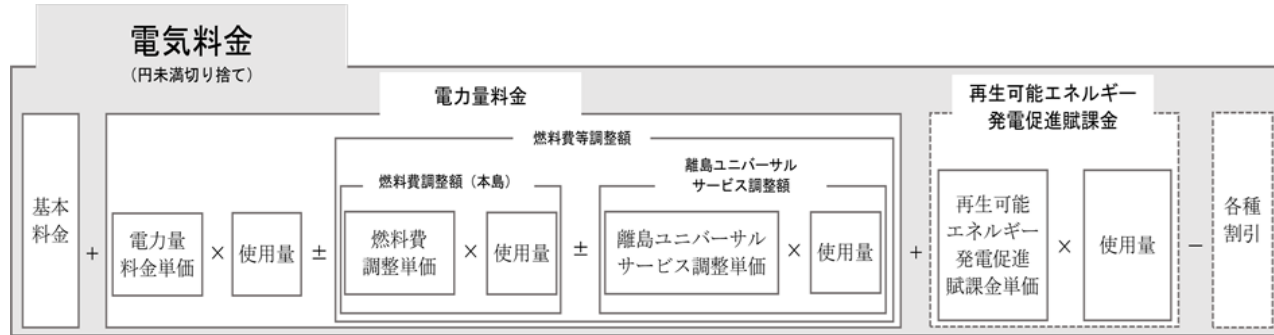 電気料金
(円未満切り捨て)
電力量料金
再生可能エネルギー
発電促進賦課金
燃料費等調整額
燃料費調整額（本島）
離島ユニバーサル
サービス調整額
基本
料金
+
電力量
料金単価
×
使用量
±
燃料費
調整単価
×
使用量
±
離島ユニバーサル
サービス調整単価
×
使用量
+
再生可能
エネルギー
発電促進
賦課金単価
×
使用量
−
各種
割引